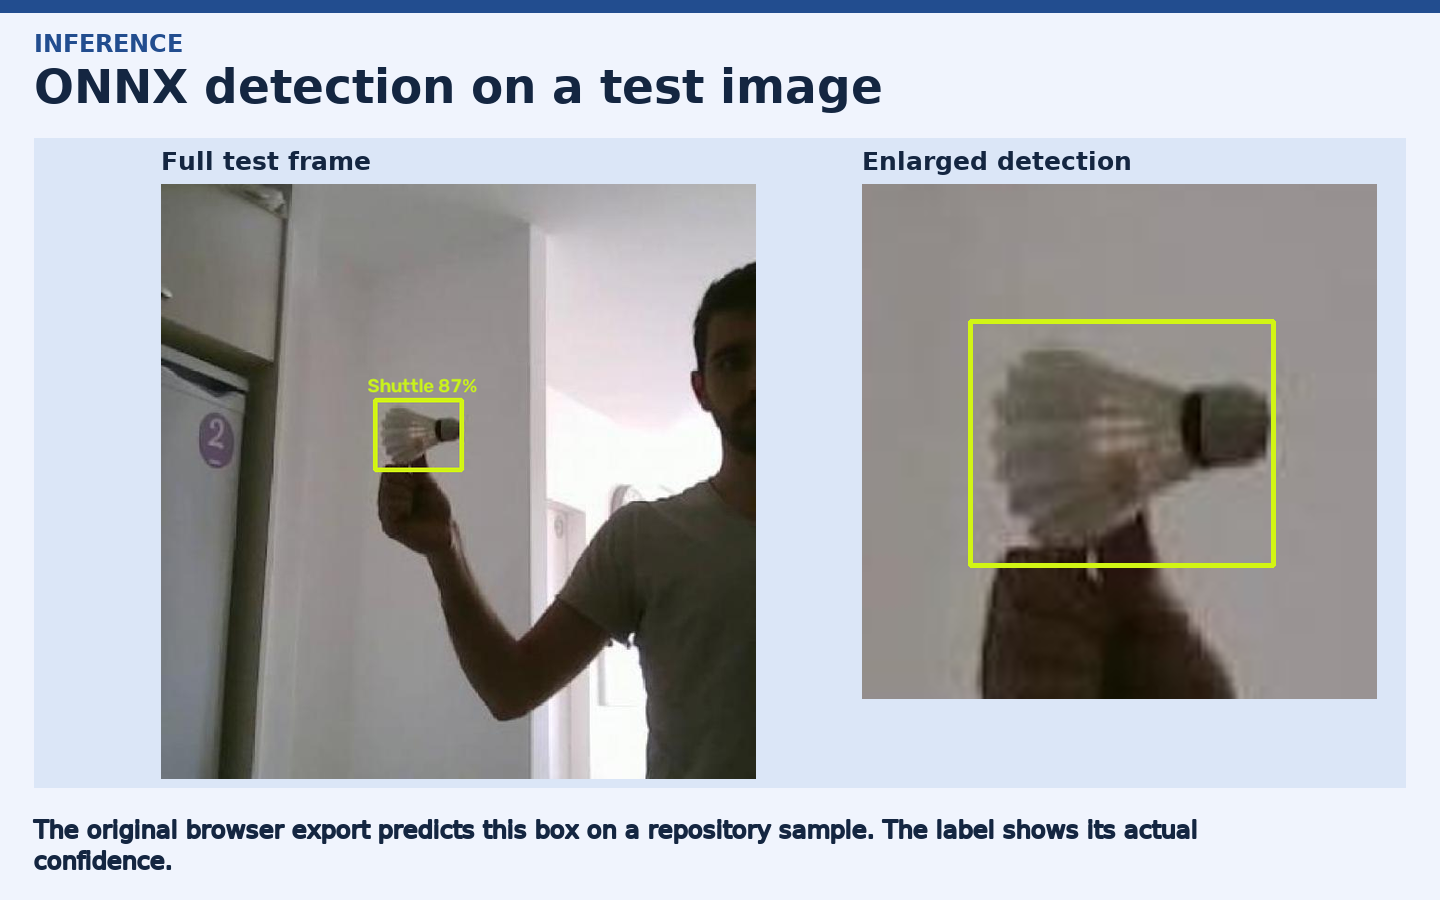 INFERENCE
ONNX detection on a test image
Full test frame
Enlarged detection
Shuttle 87%
2
The original browser export predicts this box on a repository sample. The label shows its actual
confidence.